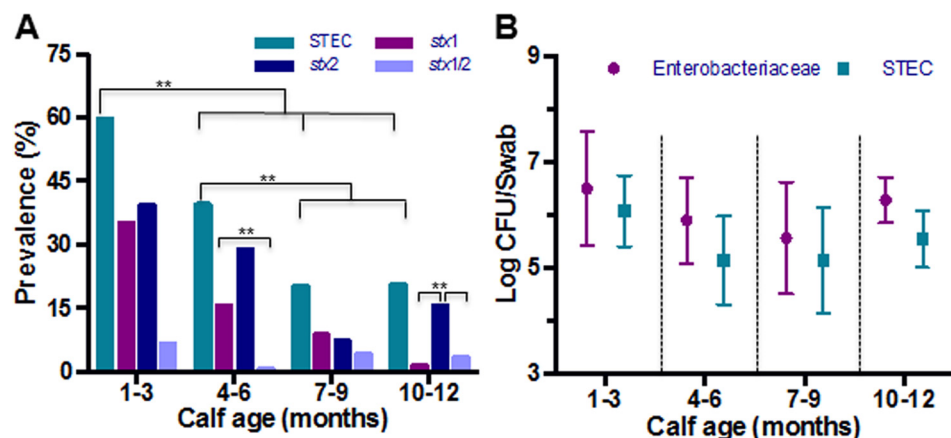 A
STEC stx1
stx2 stx1/2
Prevalence (%)
75
60
45
30
15
0
**
**
**
**
1-3 4-6 7-9 10-12
Calf age (months)
B
Enterobacteriaceae STEC
Log CFU/Swab
9
7
5
3
1-3 4-6 7-9 10-12
Calf age (months)